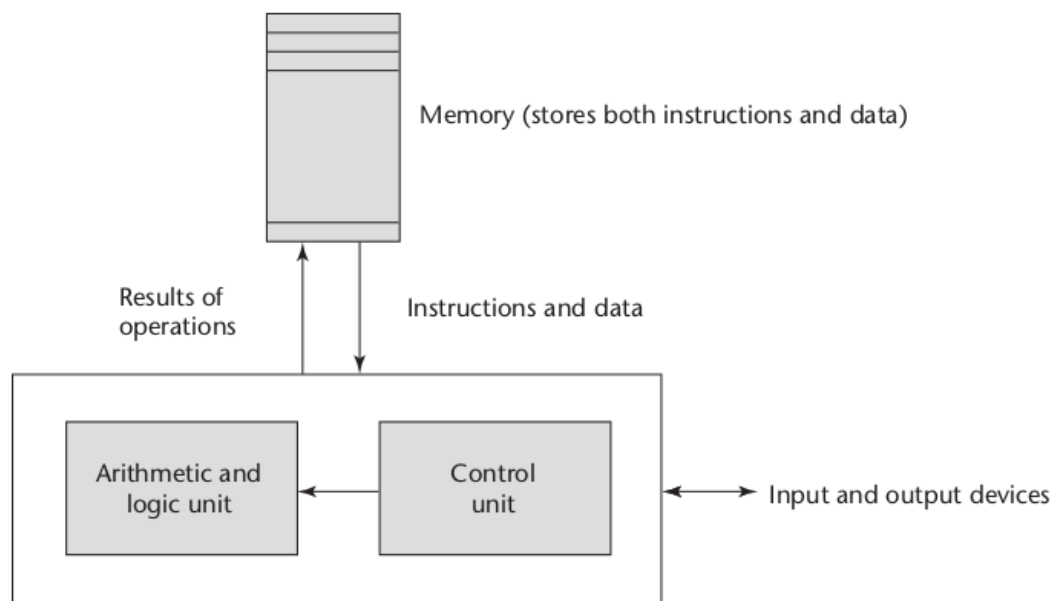 Memory (stores both instructions and data)
Results of
operations
Instructions and data
Arithmetic and
logic unit
Control
unit
Input and output devices